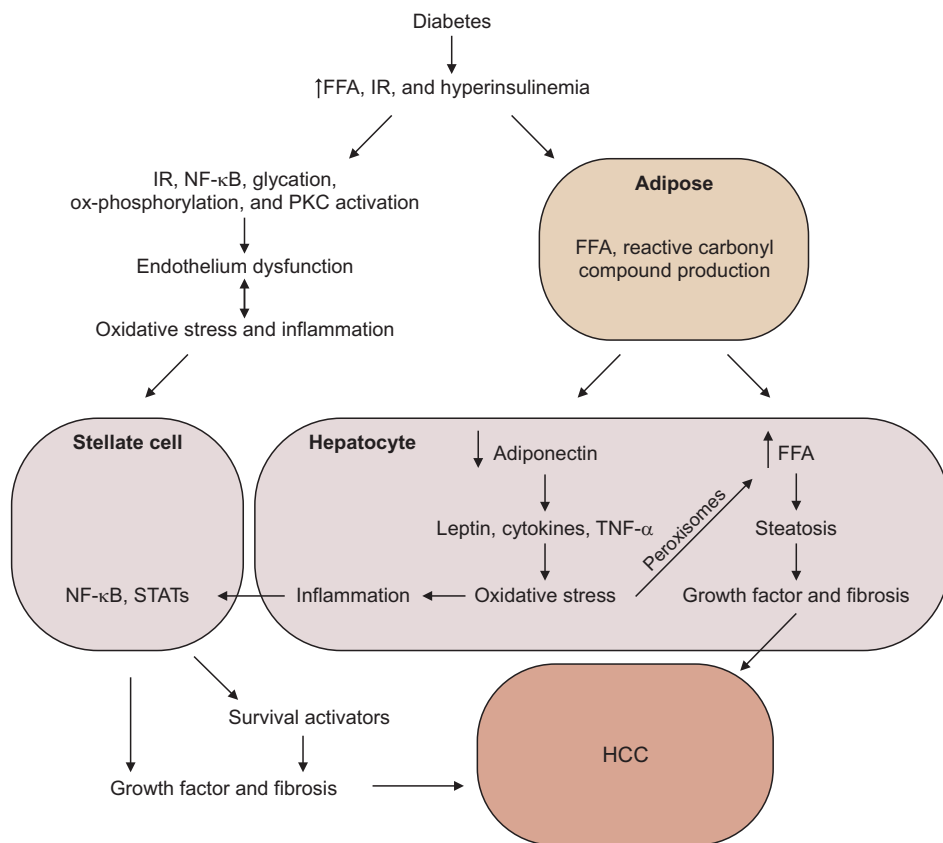 Diabetes
↑FFA, IR, and hyperinsulinemia
IR, NF-κB, glycation,
ox-phosphorylation, and PKC activation
Endothelium dysfunction
Oxidative stress and inflammation
Adipose
FFA, reactive carbonyl
compound production
Stellate cell
NF-κB, STATs
Hepatocyte
↓ Adiponectin
Leptin, cytokines, TNF-α
Oxidative stress
Inflammation
Peroxisomes
↑ FFA
Steatosis
Growth factor and fibrosis
Survival activators
Growth factor and fibrosis
HCC